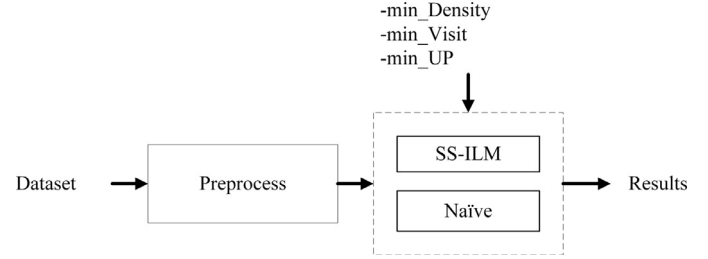 -min_Density
-min_Visit
-min_UP
SS-ILM
Dataset
Preprocess
Results
Naïve